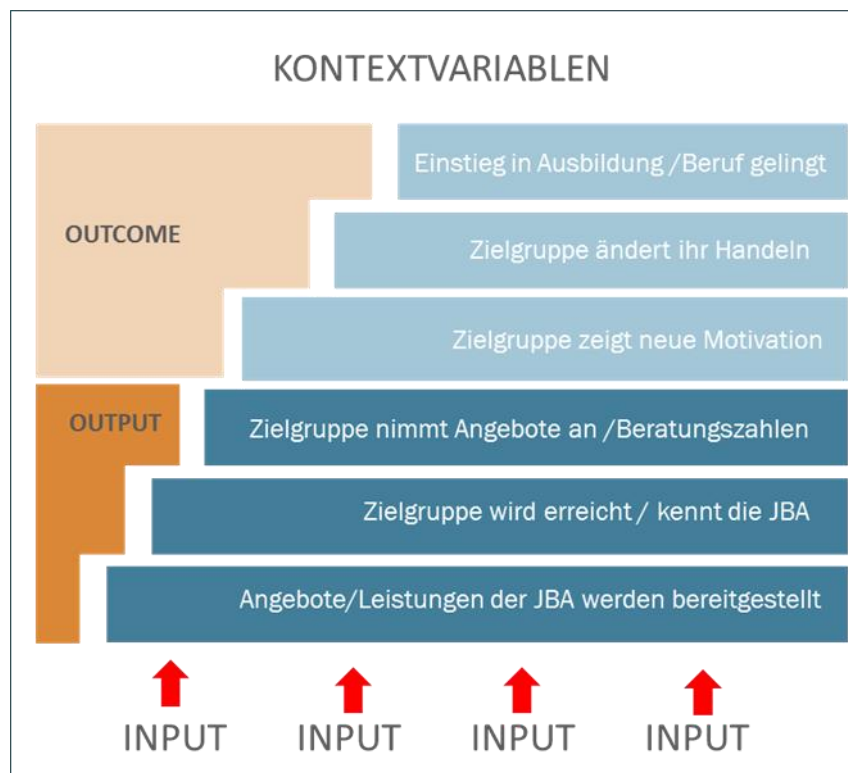 KONTEXTVARIABLEN
Einstieg in Ausbildung /Beruf gelingt
OUTCOME
Zielgruppe ändert ihr Handeln
Zielgruppe zeigt neue Motivation
OUTPUT
Zielgruppe nimmt Angebote an /Beratungszahlen
Zielgruppe wird erreicht / kennt die JBA
Angebote/Leistungen der JBA werden bereitgestellt
INPUT INPUT INPUT INPUT